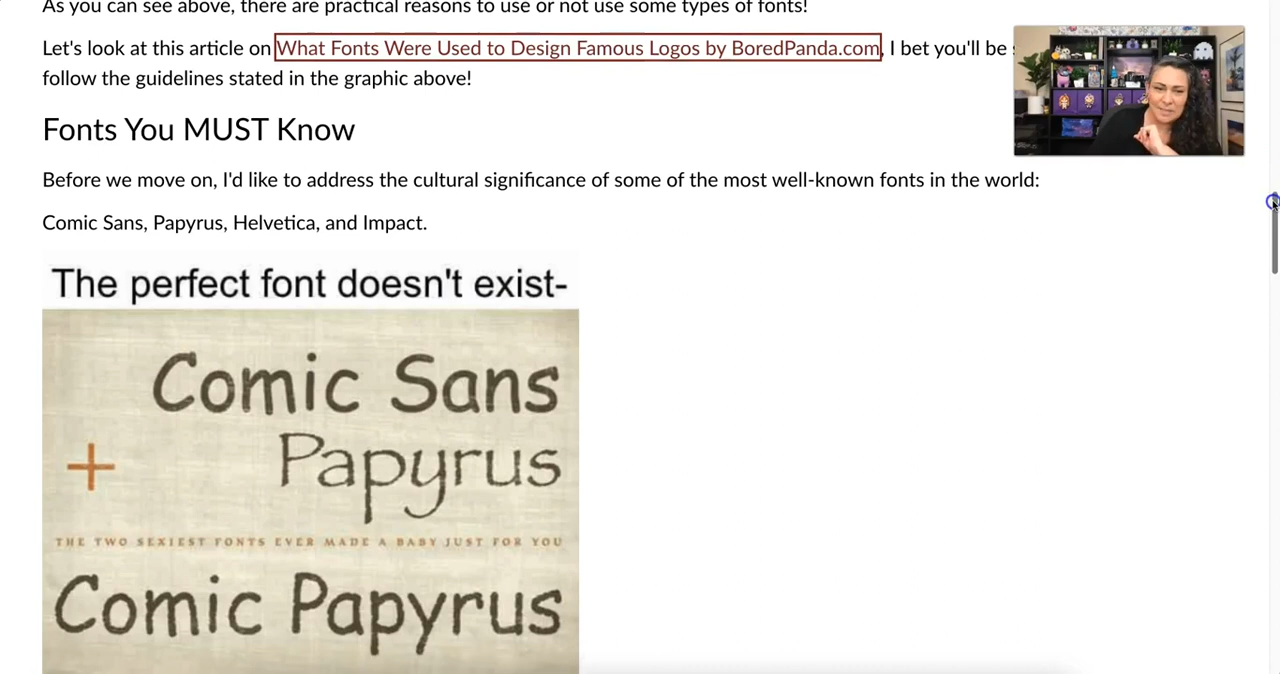 As you can see above, there are practical reasons to use or not use some types of fonts!
Let's look at this article on What Fonts Were Used to Design Famous Logos by BoredPanda.com, I bet you'll be
follow the guidelines stated in the graphic above!
Fonts You MUST Know
Before we move on, I'd like to address the cultural significance of some of the most well-known fonts in the world:
Comic Sans, Papyrus, Helvetica, and Impact.
The perfect font doesn't exist-
Comic Sans
+ Papyrus
THE TWO SEXIEST FONTS EVER MADE A BABY JUST FOR YOU
Comic Papyrus